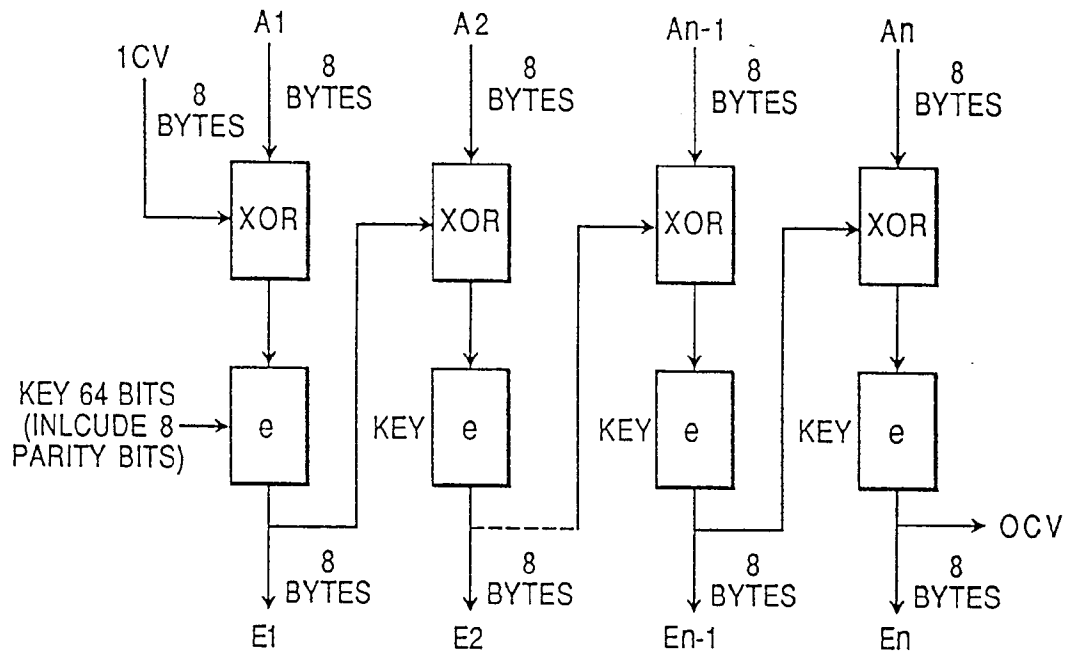 A1
A2
An-1
An
1CV
8
BYTES
8
BYTES
8
BYTES
8
BYTES
8
BYTES
XOR
XOR
XOR
XOR
KEY 64 BITS
(INLCUDE 8
PARITY BITS)
e
KEY
e
KEY
e
KEY
e
OCV
8
BYTES
8
BYTES
8
BYTES
8
BYTES
E1
E2
En-1
En